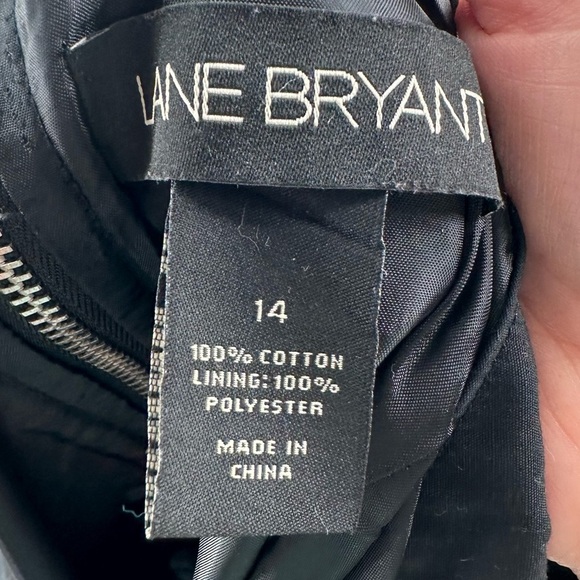 LANE BRYANT
14
100% COTTON
LINING: 100%
POLYESTER
MADE IN
CHINA